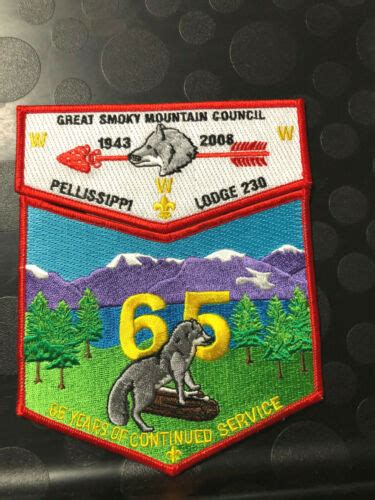 GREAT SMOKY MOUNTAIN COUNCIL
1943 2008
W W
W
PELLISSIPPI LODGE 230
65
65 YEARS OF CONTINUED SERVICE